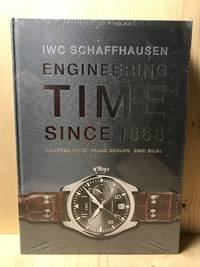 IWC SCHAFFHAUSEN
ENGINEERING
TIME
SINCE 1868
MANFRED FRITZ PAULO COELHO ENKI BILAL